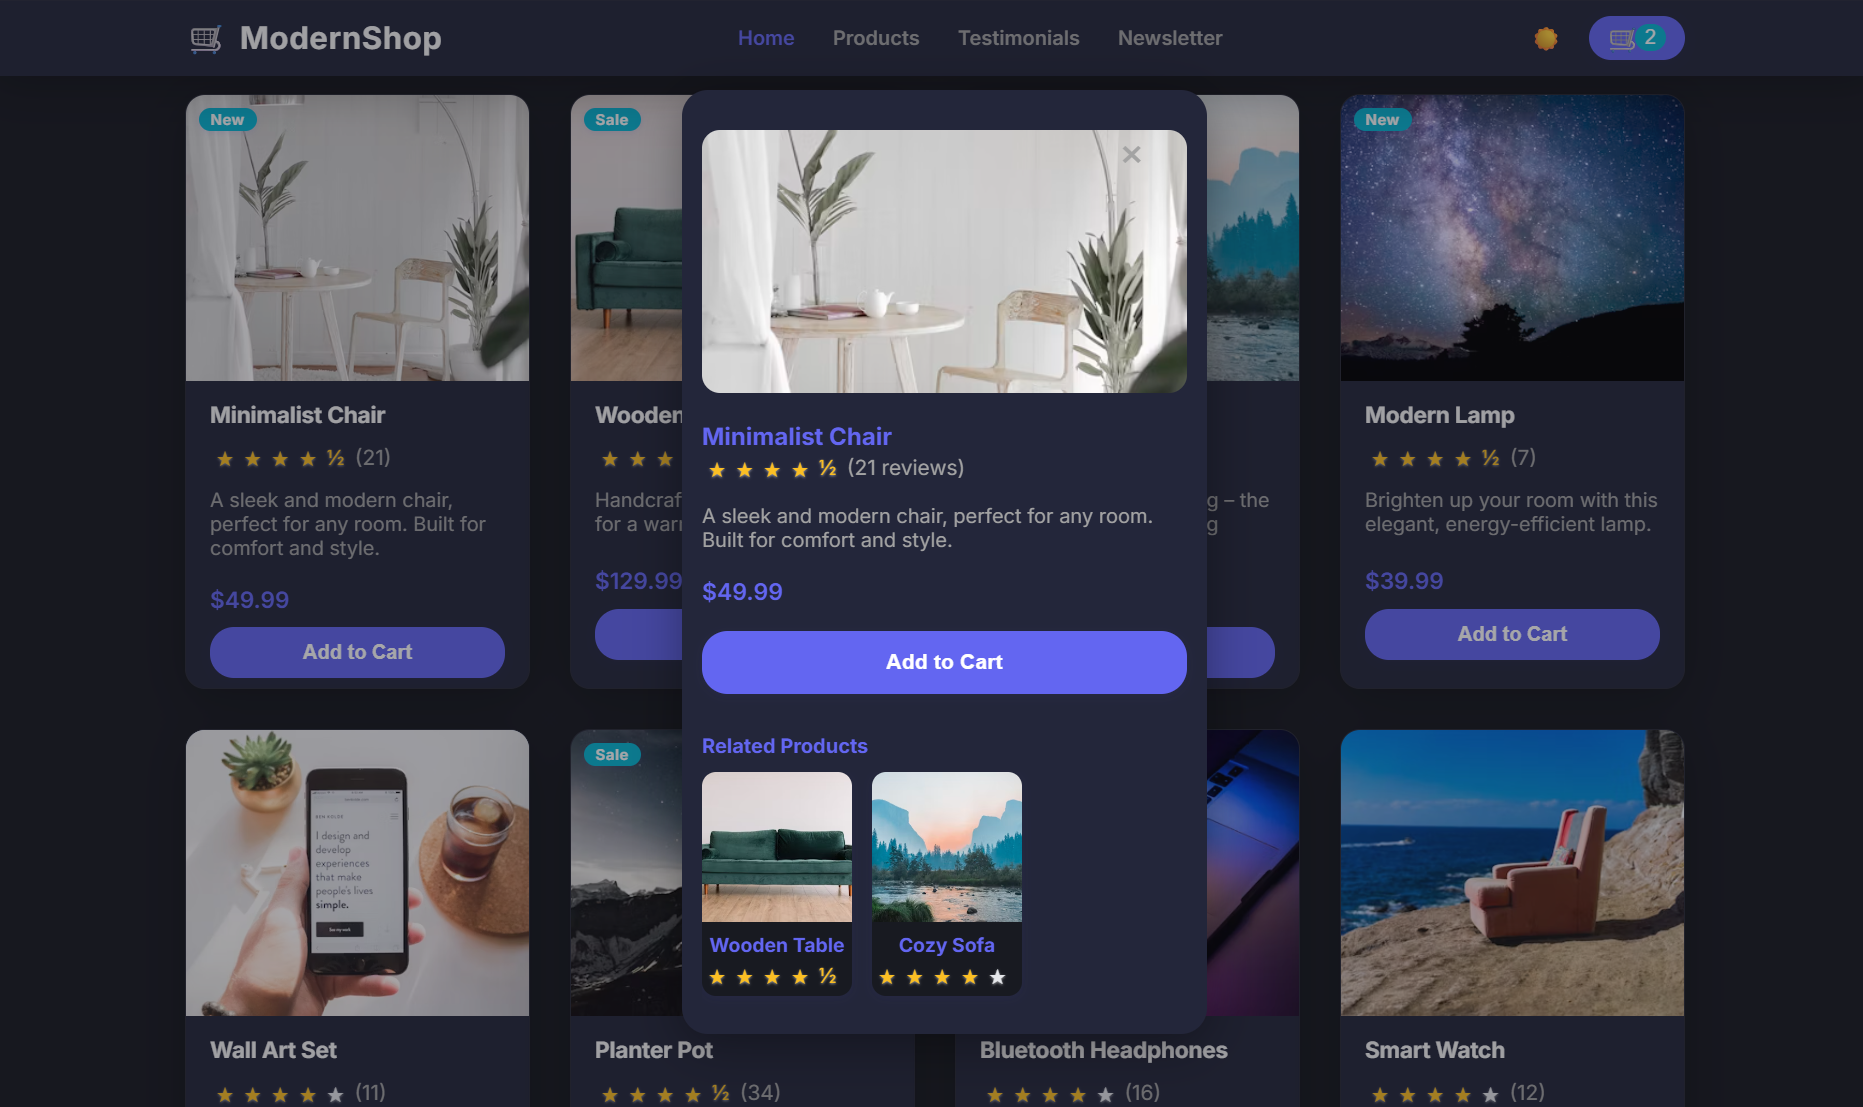 ModernShop
Home
Products
Testimonials
Newsletter
2
New
Minimalist Chair
★ ★ ★ ★ ½ (21)
A sleek and modern chair,
perfect for any room. Built for
comfort and style.
$49.99
Add to Cart
Sale
Wooden
★ ★ ★
Handcraf
for a warm
$129.99
g – the
g
New
Modern Lamp
★ ★ ★ ★ ½ (7)
Brighten up your room with this
elegant, energy-efficient lamp.
$39.99
Add to Cart
×
Minimalist Chair
★ ★ ★ ★ ½ (21 reviews)
A sleek and modern chair, perfect for any room.
Built for comfort and style.
$49.99
Add to Cart
Related Products
Wooden Table
★ ★ ★ ★ ½
Cozy Sofa
★ ★ ★ ★ ★
I design and
develop
experiences
that make
people's lives
simple.
Wall Art Set
★ ★ ★ ★ ★ (11)
Sale
Planter Pot
★ ★ ★ ★ ½ (34)
Bluetooth Headphones
★ ★ ★ ★ ★ (16)
Smart Watch
★ ★ ★ ★ ★ (12)